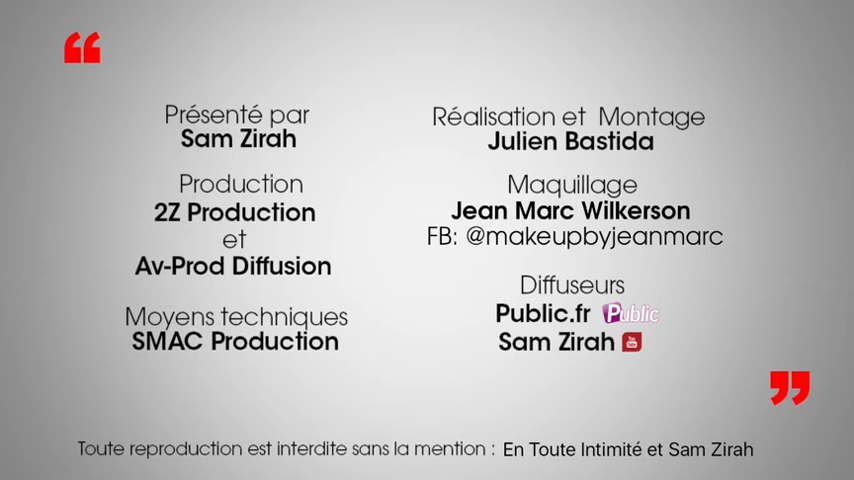 Présenté par
Sam Zirah
Production
2Z Production
et
Av-Prod Diffusion
Moyens techniques
SMAC Production
Réalisation et Montage
Julien Bastida
Maquillage
Jean Marc Wilkerson
FB: @makeupbyjeanmarc
Diffuseurs
Public.fr Public
Sam Zirah You Tube
Toute reproduction est interdite sans la mention : En Toute Intimité et Sam Zirah